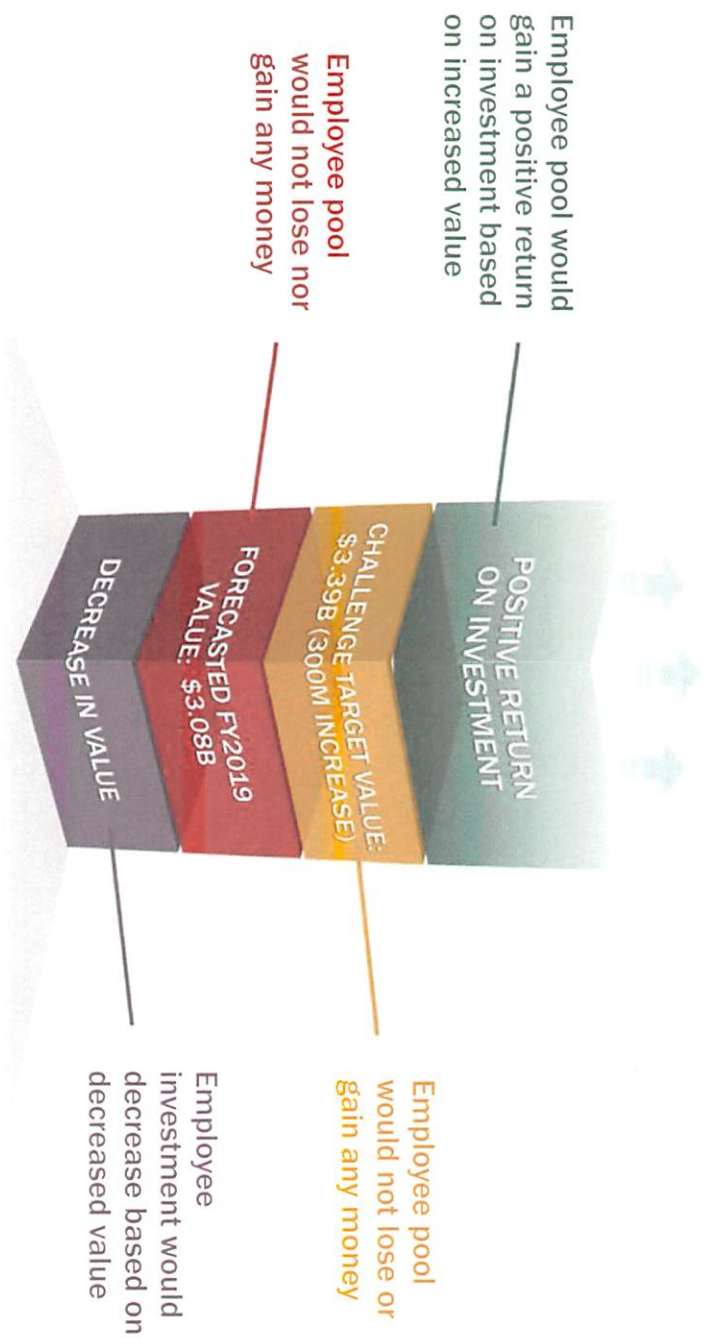 Employee pool would
gain a positive return
on investment based
on increased value
POSITIVE RETURN
ON INVESTMENT
CHALLENGE TARGET VALUE:
$3.39B (300M INCREASE)
Employee pool
would not lose or
gain any money
Employee pool
would not lose nor
gain any money
FORECASTED FY2019
VALUE: $3.08B
DECREASE IN VALUE
Employee
investment would
decrease based on
decreased value